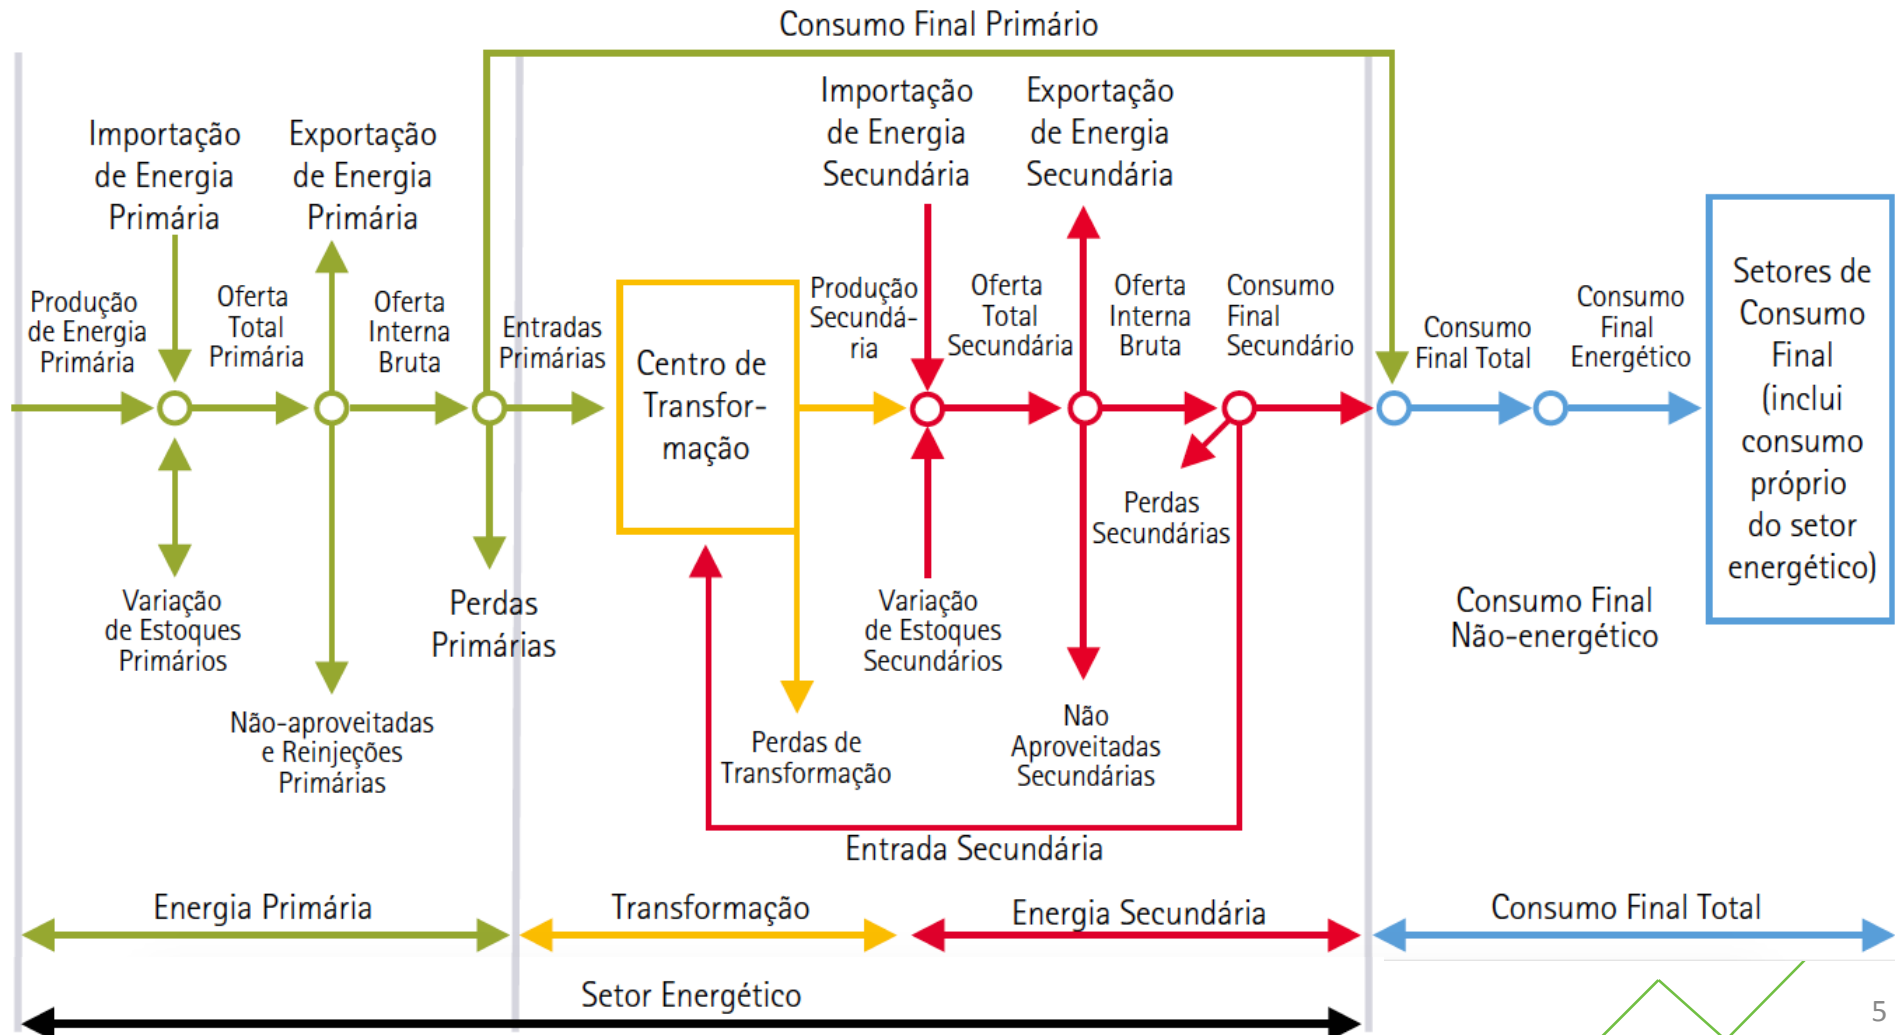 Consumo Final Primário
Importação
de Energia
Primária
Exportação
de Energia
Primária
Importação
de Energia
Secundária
Exportação
de Energia
Secundária
Produção
de Energia
Primária
Oferta
Total
Primária
Oferta
Interna
Bruta
Entradas
Primárias
Centro de
Transfor-
mação
Produção
Secundá-
ria
Oferta
Total
Secundária
Oferta
Interna
Bruta
Consumo
Final
Secundário
Consumo
Final Total
Consumo
Final
Energético
Setores de
Consumo
Final
(inclui
consumo
próprio
do setor
energético)
Variação
de Estoques
Primários
Não-aproveitadas
e Reinjeções
Primárias
Perdas
Primárias
Perdas de
Transformação
Variação
de Estoques
Secundários
Não
Aproveitadas
Secundárias
Perdas
Secundárias
Consumo Final
Não-energético
Entrada Secundária
Energia Primária
Transformação
Energia Secundária
Consumo Final Total
Setor Energético
5